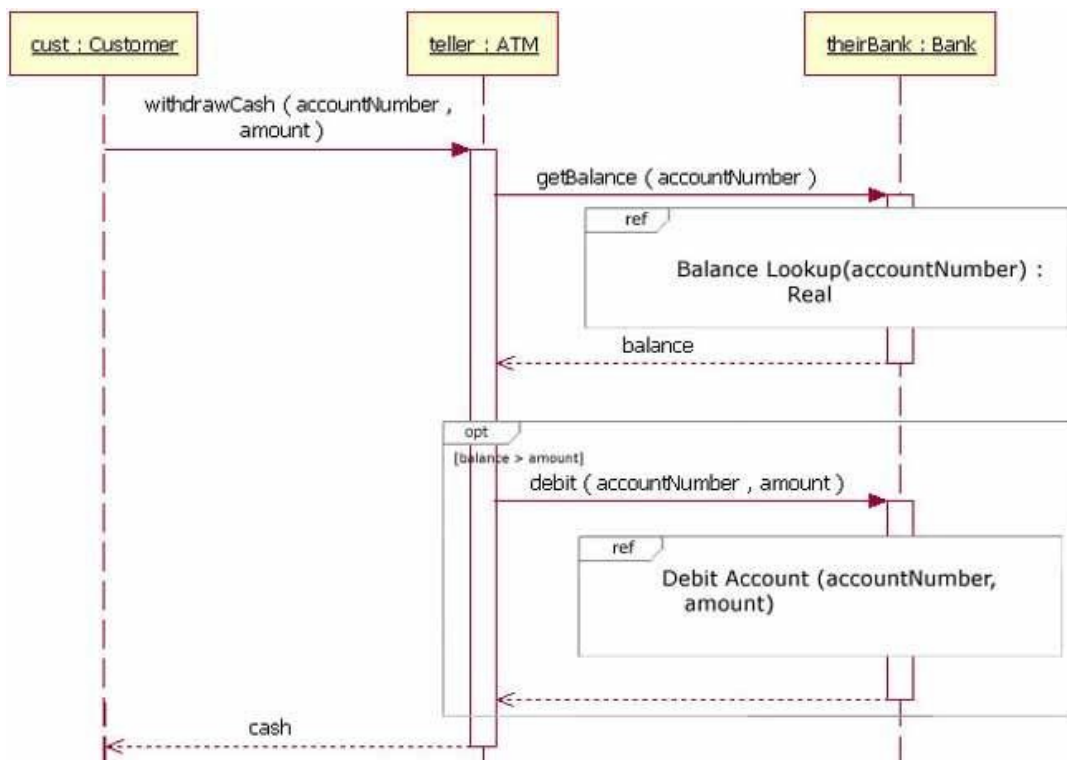 cust : Customer
teller : ATM
theirBank : Bank
withdrawCash ( accountNumber ,
amount )
getBalance ( accountNumber )
ref
Balance Lookup(accountNumber) :
Real
balance
opt
[balance > amount]
debit ( accountNumber , amount )
ref
Debit Account (accountNumber,
amount)
cash